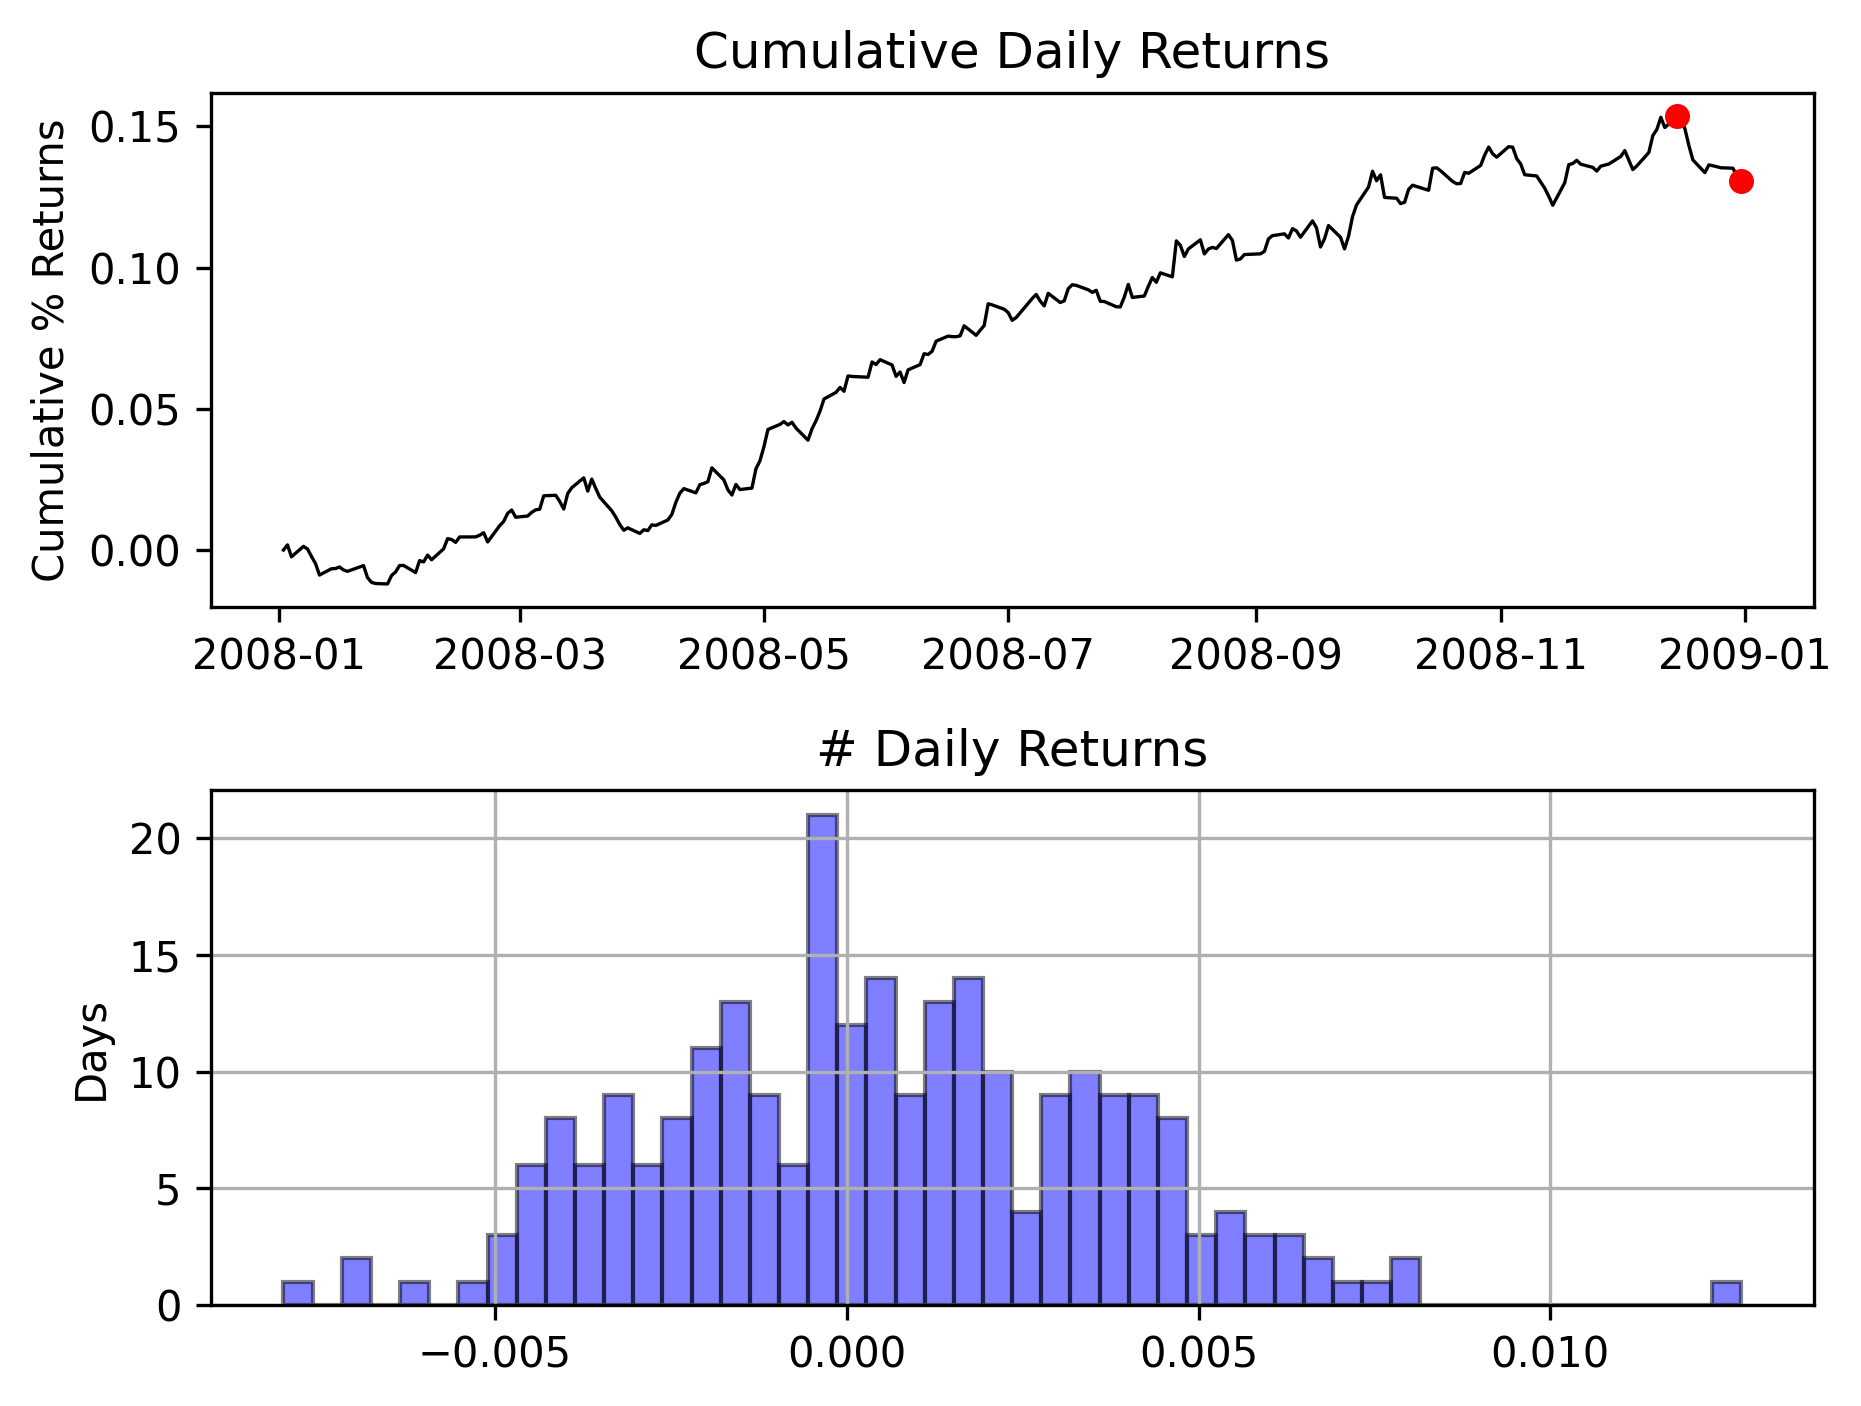 Cumulative Daily Returns
Cumulative % Returns
0.15
0.10
0.05
0.00
2008-01 2008-03 2008-05 2008-07 2008-09 2008-11 2009-01
# Daily Returns
Days
20
15
10
5
0
−0.005 0.000 0.005 0.010